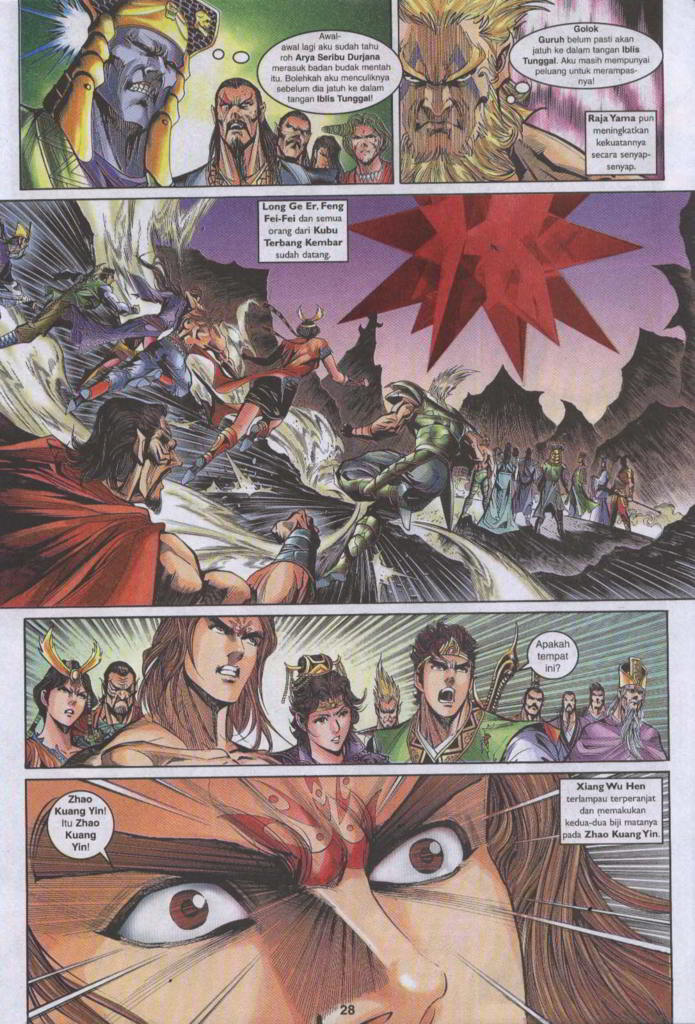 Awal-
awal lagi aku sudah tahu
roh Arya Seribu Durjana
merasuk badan budak mentah
itu. Bolehkah aku menculiknya
sebelum dia jatuh ke dalam
tangan Iblis Tunggal!
Golok
Guruh belum pasti akan
jatuh ke dalam tangan Iblis
Tunggal. Aku masih mempunyai
peluang untuk merampas-
nya!
Raja Yama pun
meningkatkan
kekuatannya
secara senyap-
senyap.
Long Ge Er, Feng
Fei-Fei dan semua
orang dari Kubu
Terbang Kembar
sudah datang.
Apakah
tempat
ini?
Zhao
Kuang Yin!
Itu Zhao
Kuang
Yin!
Xiang Wu Hen
terlampau terperanjat
dan memakukan
kedua-dua biji matanya
pada Zhao Kuang Yin.
28